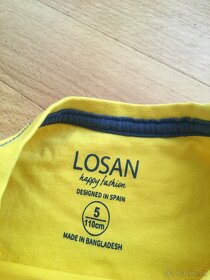 LOSAN
happy fashion
DESIGNED IN SPAIN
5
110cm
MADE IN BANGLADESH